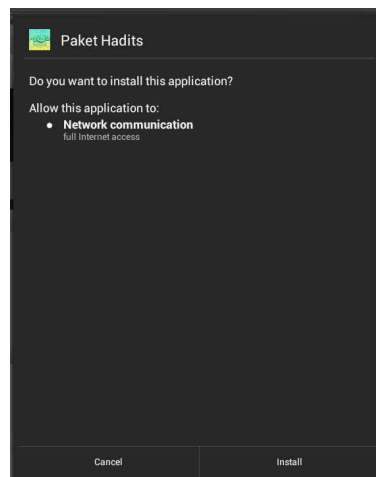 Paket Hadits
Do you want to install this application?
Allow this application to:
● Network communication
full Internet access
Cancel Install